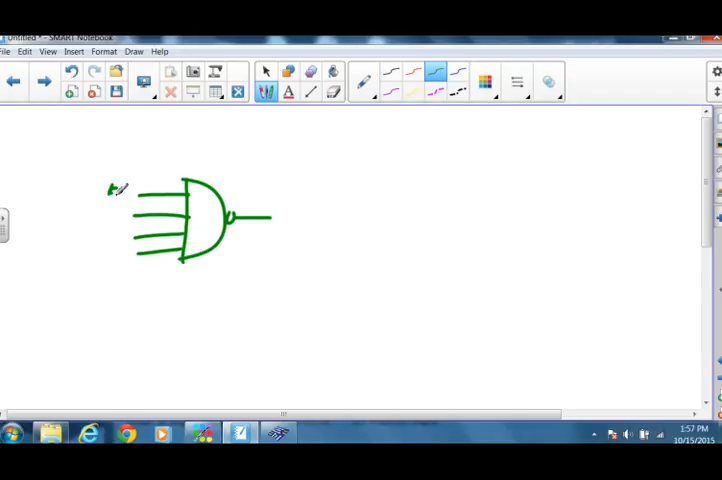 Untitled * - SMART Notebook
File Edit View Insert Format Draw Help
1:57 PM
10/15/2015